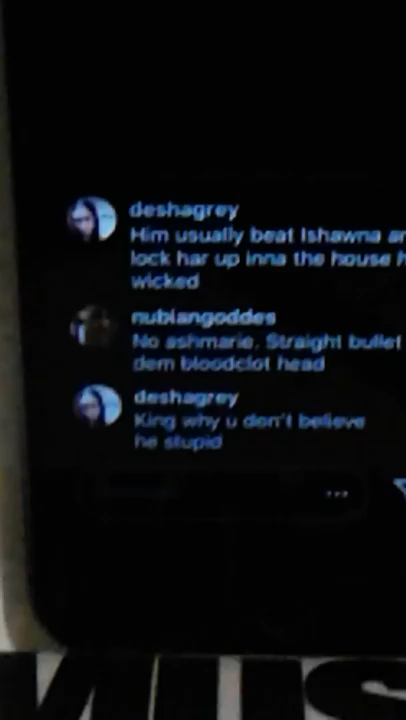 deshagrey
Him usually beat Ishawna
lock har up inna the house
wicked
nubiangoddes
No ashmarie. Straight bullet
dem bloodclot head
deshagrey
King why u don't believe
he stupid